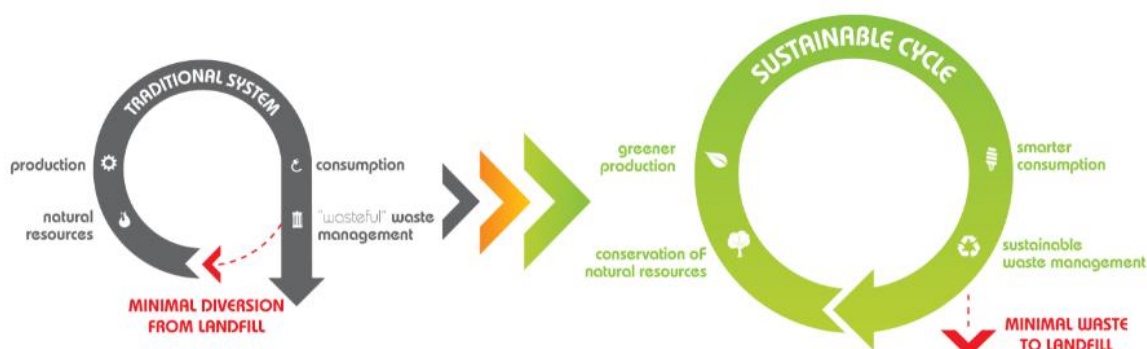 TRADITIONAL SYSTEM
production
consumption
natural
resources
"wasteful" waste
management
MINIMAL DIVERSION
FROM LANDFILL
SUSTAINABLE CYCLE
greener
production
smarter
consumption
conservation of
natural resources
sustainable
waste management
MINIMAL WASTE
TO LANDFILL